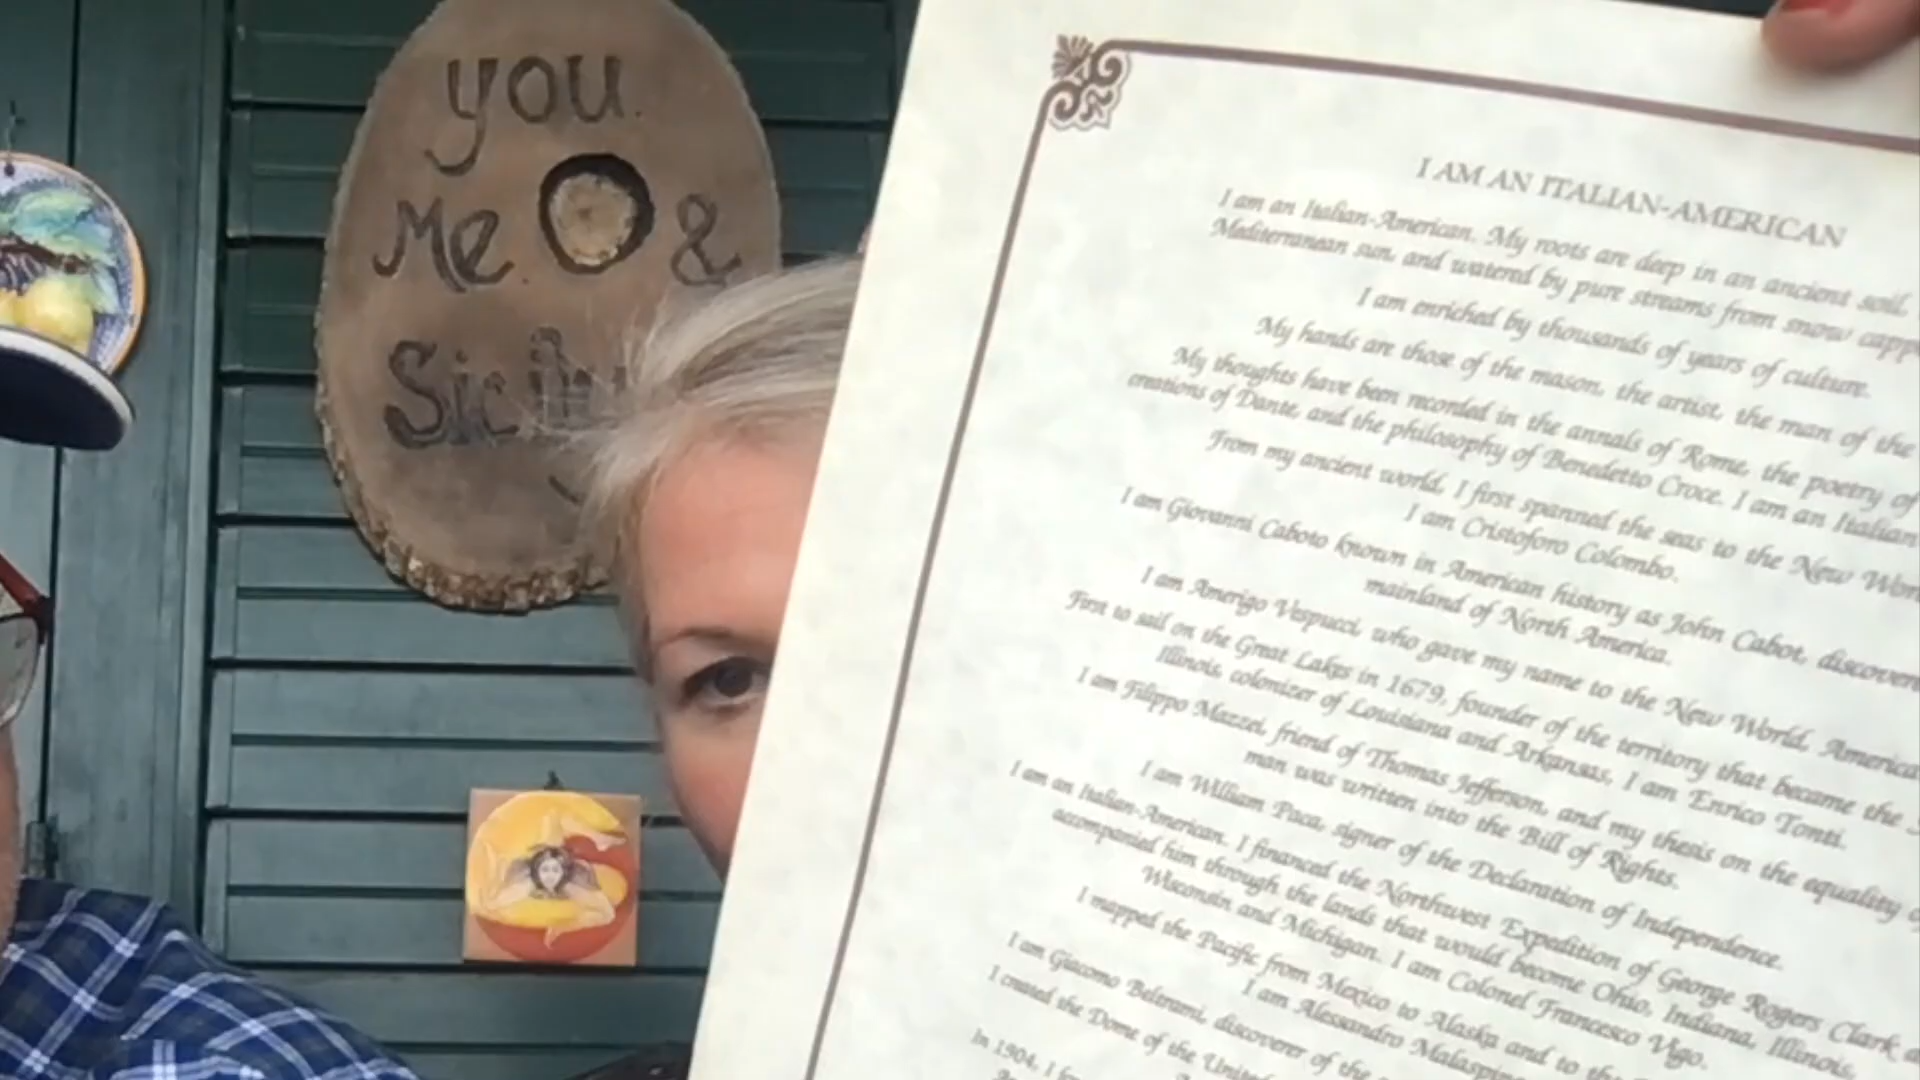 you.
Me. &
Sicily
I AM AN ITALIAN-AMERICAN
I am an Italian-American. My roots are deep in an ancient soil,
Mediterranean sun, and watered by pure streams from snow
I am enriched by thousands of years of culture.
My hands are those of the mason, the artist, the man of the
My thoughts have been recorded in the annals of Rome, the poetry of
creations of Dante, and the philosophy of Benedetto Croce. I am an Italian
From my ancient world, I first spanned the seas to the New
I am Cristoforo Colombo.
I am Giovanni Caboto known in American history as John Cabot,
mainland of North America.
I am Amerigo Vespucci, who gave my name to the New World, America
First to sail on the Great Lakes in 1679, founder of the territory that became the
Illinois, colonizer of Louisiana and Arkansas, I am Enrico Tonti.
I am Filippo Mazzei, friend of Thomas Jefferson, and my thesis on the equality
man was written into the Bill of Rights.
I am William Paca, signer of the Declaration of Independence.
I am an Italian-American. I financed the Northwest Expedition of George Rogers Clark
accompanied him through the lands that would become Ohio, Indiana, Illinois,
Wisconsin and Michigan. I am Colonel Francesco Vigo.
I mapped the Pacific from Mexico to Alaska and to the
I am Alessandro
I am Giacomo Beltrami, discoverer of the
I created the Dome of the United
In 1904, I